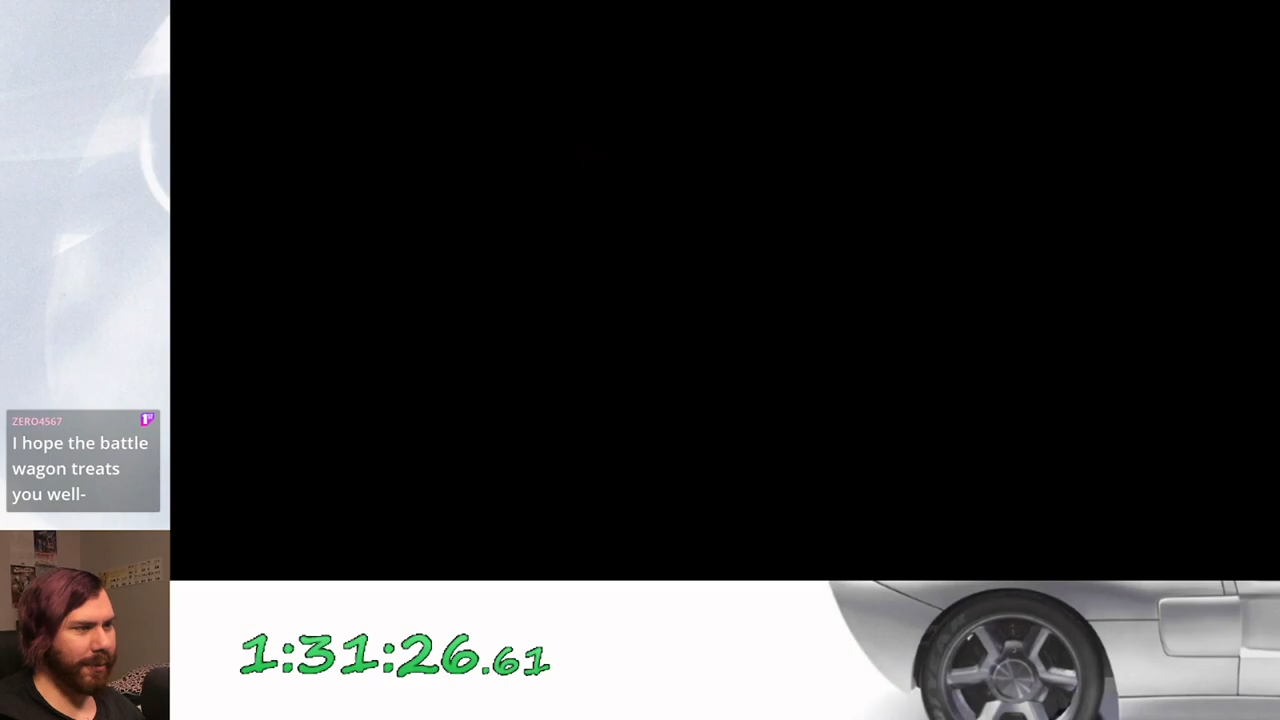 ZERO4567
I hope the battle
wagon treats
you well-
1:31:26.61